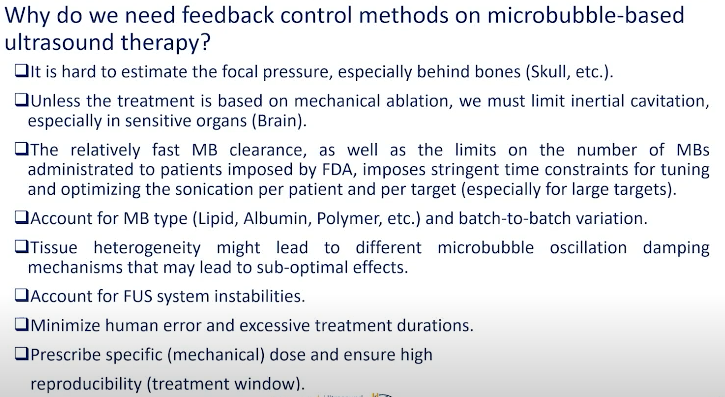 Why do we need feedback control methods on microbubble-based
ultrasound therapy?
❑It is hard to estimate the focal pressure, especially behind bones (Skull, etc.).
❑Unless the treatment is based on mechanical ablation, we must limit inertial cavitation,
especially in sensitive organs (Brain).
❑The relatively fast MB clearance, as well as the limits on the number of MBs
administrated to patients imposed by FDA, imposes stringent time constraints for tuning
and optimizing the sonication per patient and per target (especially for large targets).
❑Account for MB type (Lipid, Albumin, Polymer, etc.) and batch-to-batch variation.
❑Tissue heterogeneity might lead to different microbubble oscillation damping
mechanisms that may lead to sub-optimal effects.
❑Account for FUS system instabilities.
❑Minimize human error and excessive treatment durations.
❑Prescribe specific (mechanical) dose and ensure high
reproducibility (treatment window).